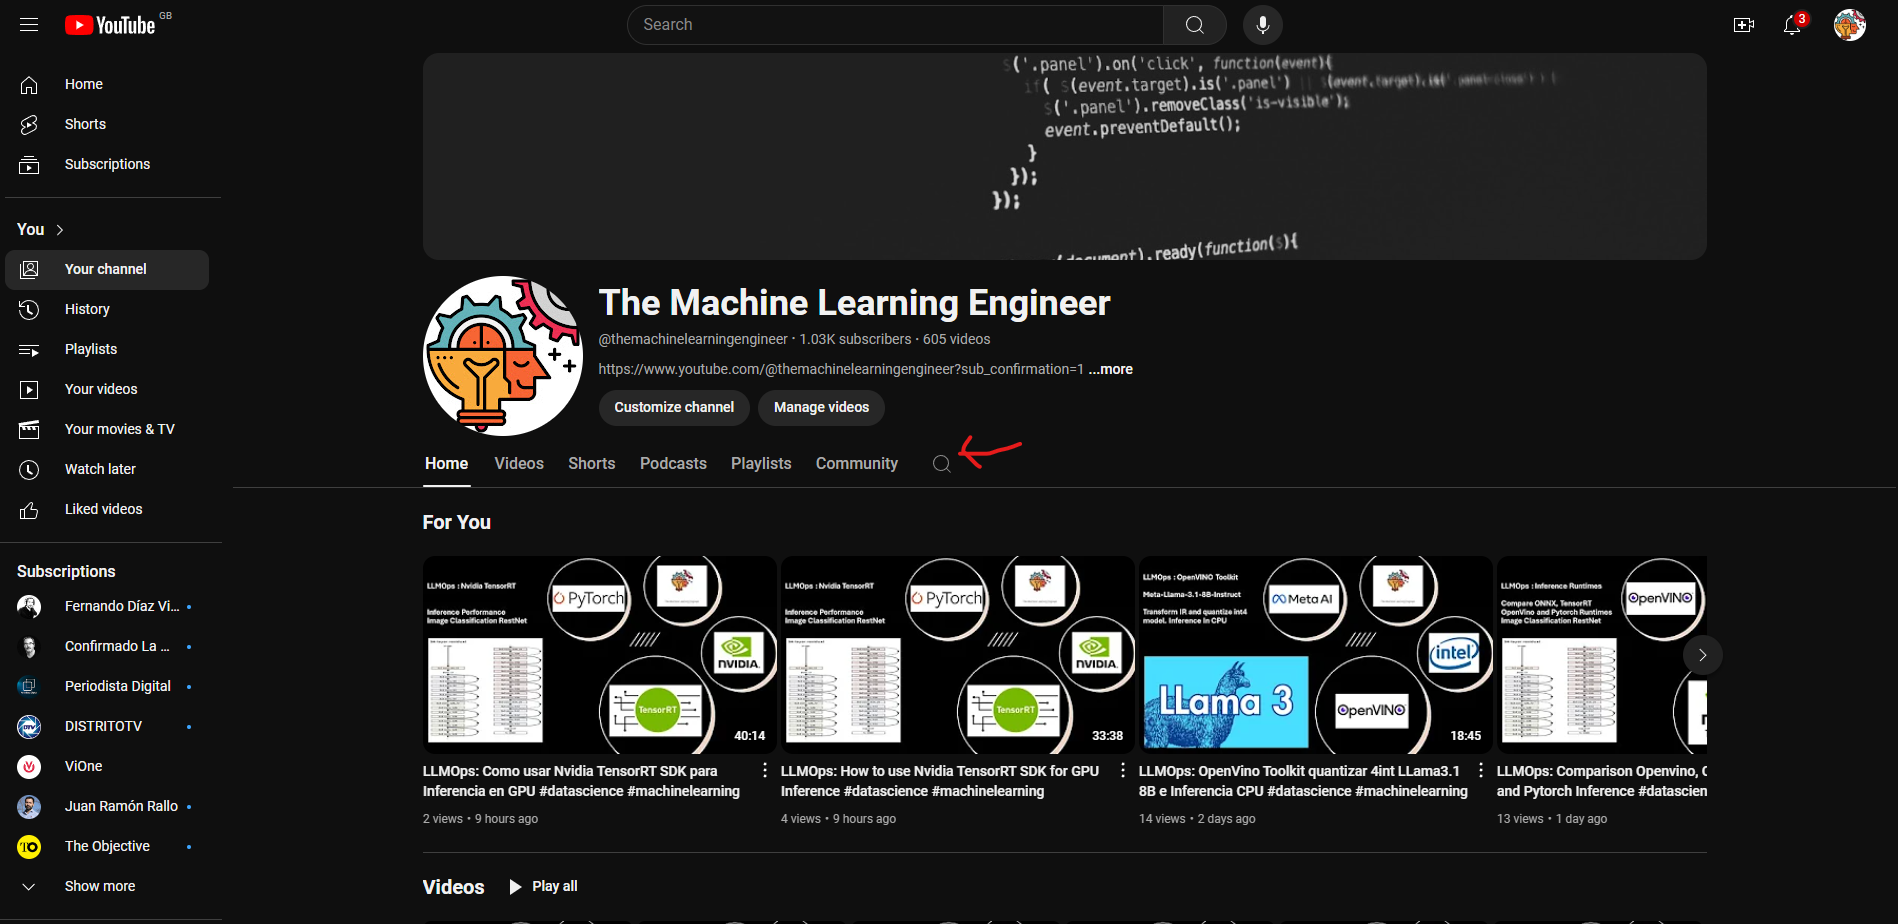 YouTube GB
Search
3
Home
Shorts
Subscriptions
You
Your channel
History
Playlists
Your videos
Your movies & TV
Watch later
Liked videos
Subscriptions
Fernando Díaz Vi...
Confirmado La ...
Periodista Digital
DISTRITOTV
ViOne
Juan Ramón Rallo
TO
The Objective
Show more
$('.panel').on('click', function(event){
if( $(event.target).is('.panel') || $(event.target).is('.panel-close') ) {
$('.panel').removeClass('is-visible');
event.preventDefault();
}
});
});
(document).ready(function($){
The Machine Learning Engineer
@themachinelearningengineer • 1.03K subscribers • 605 videos
https://www.youtube.com/@themachinelearningengineer?sub_confirmation=1 ...more
Customize channel
Manage videos
Home
Videos
Shorts
Podcasts
Playlists
Community
For You
LLMOps : Nvidia TensorRT
Inference Performance
Image Classification RestNet
PyTorch
NVIDIA.
TensorRT
40:14
LLMOps: Como usar Nvidia TensorRT SDK para
Inferencia en GPU #datascience #machinelearning
2 views • 9 hours ago
LLMOps : Nvidia TensorRT
Inference Performance
Image Classification RestNet
PyTorch
NVIDIA.
TensorRT
33:38
LLMOps: How to use Nvidia TensorRT SDK for GPU
Inference #datascience #machinelearning
4 views • 9 hours ago
LLMOps : OpenVINO Toolkit
Meta-Llama-3.1-8B-Instruct
Transform IR and quantize int4
model. Inference in CPU
Meta AI
intel
LLama 3
OpenVINO
18:45
LLMOps: OpenVino Toolkit quantizar 4int LLama3.1
8B e Inferencia CPU #datascience #machinelearning
14 views • 2 days ago
LLMOps : Inference Runtimes
Compare ONNX, TensorRT
OpenVino and Pytorch Runtimes
Image Classification RestNet
OpenVINO
LLMOps: Comparison Openvino, O
and Pytorch Inference #datascien
13 views • 1 day ago
Videos
Play all